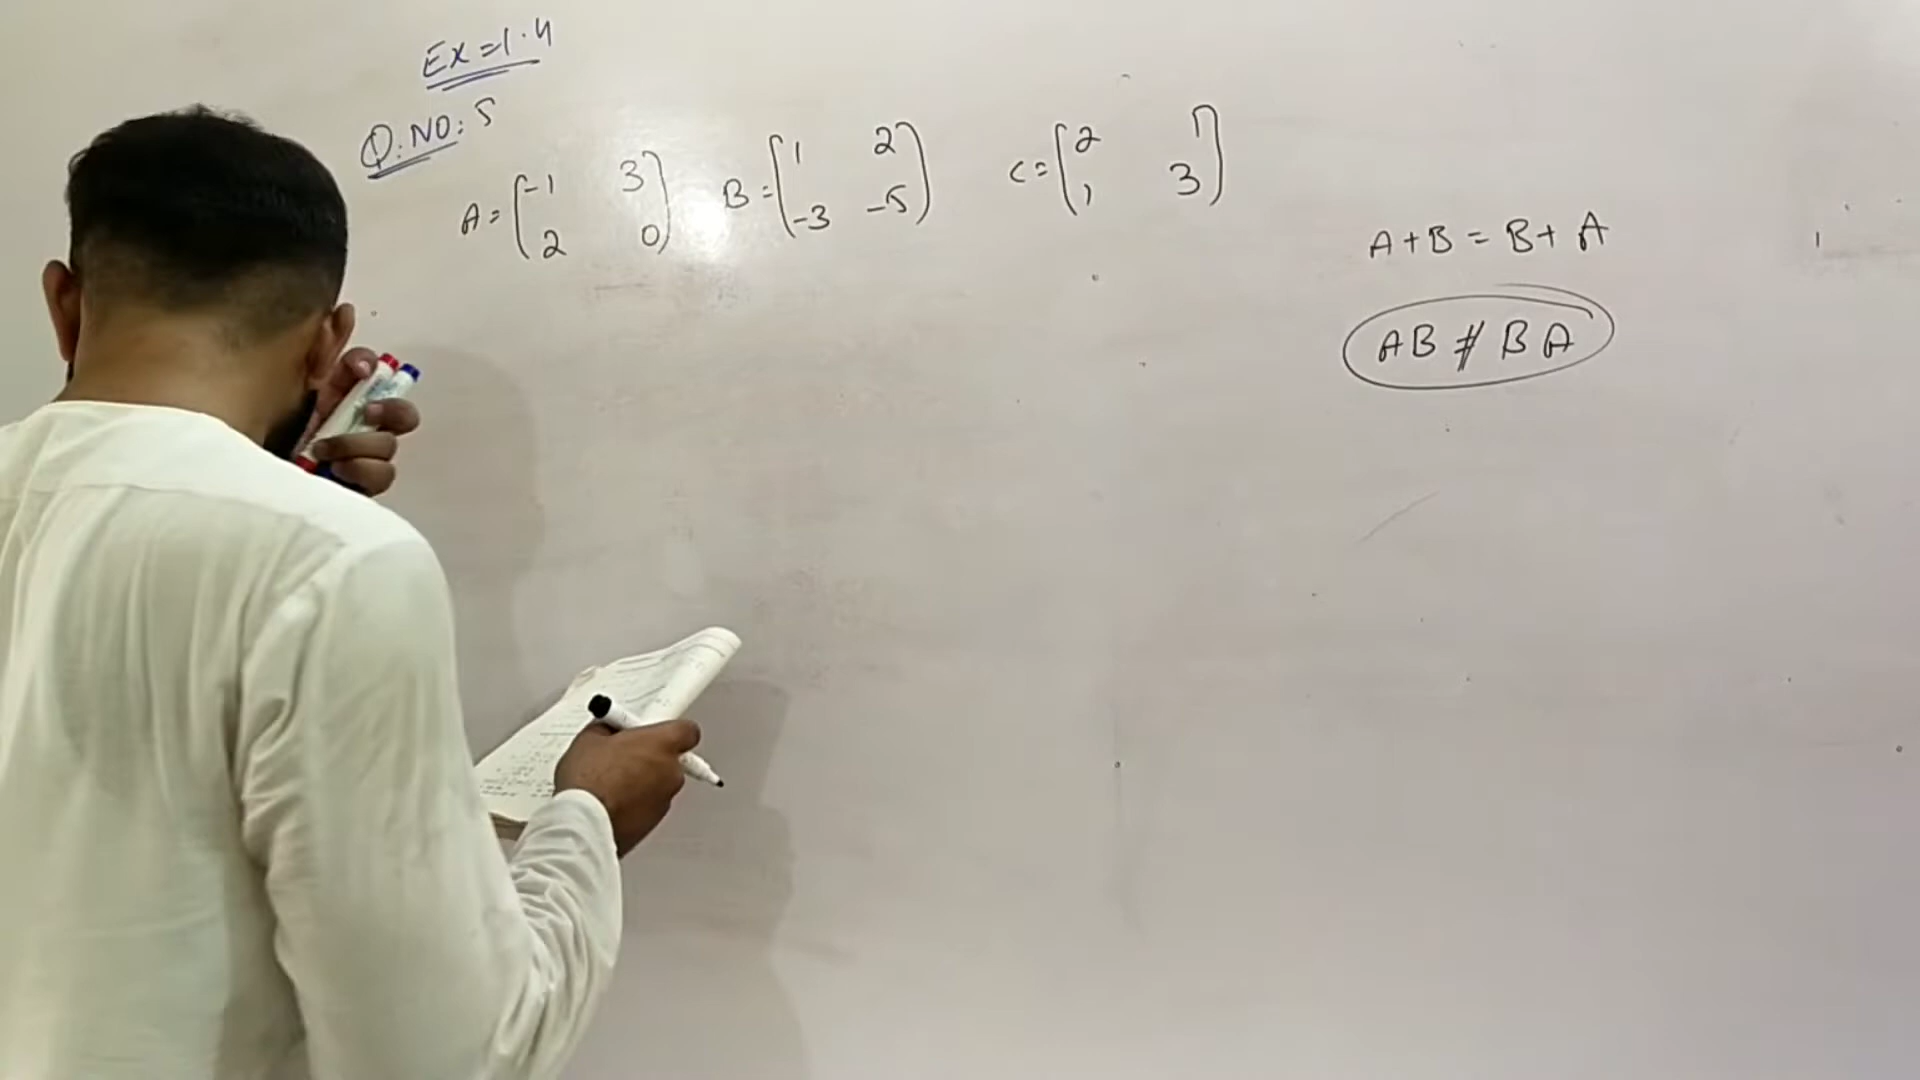 Ex = 1.4
Q.NO: 5
A = [-1 3
2 0]
B = [1 2
-3 -5]
C = [2 1
1 3]
A + B = B + A
AB ≠ BA